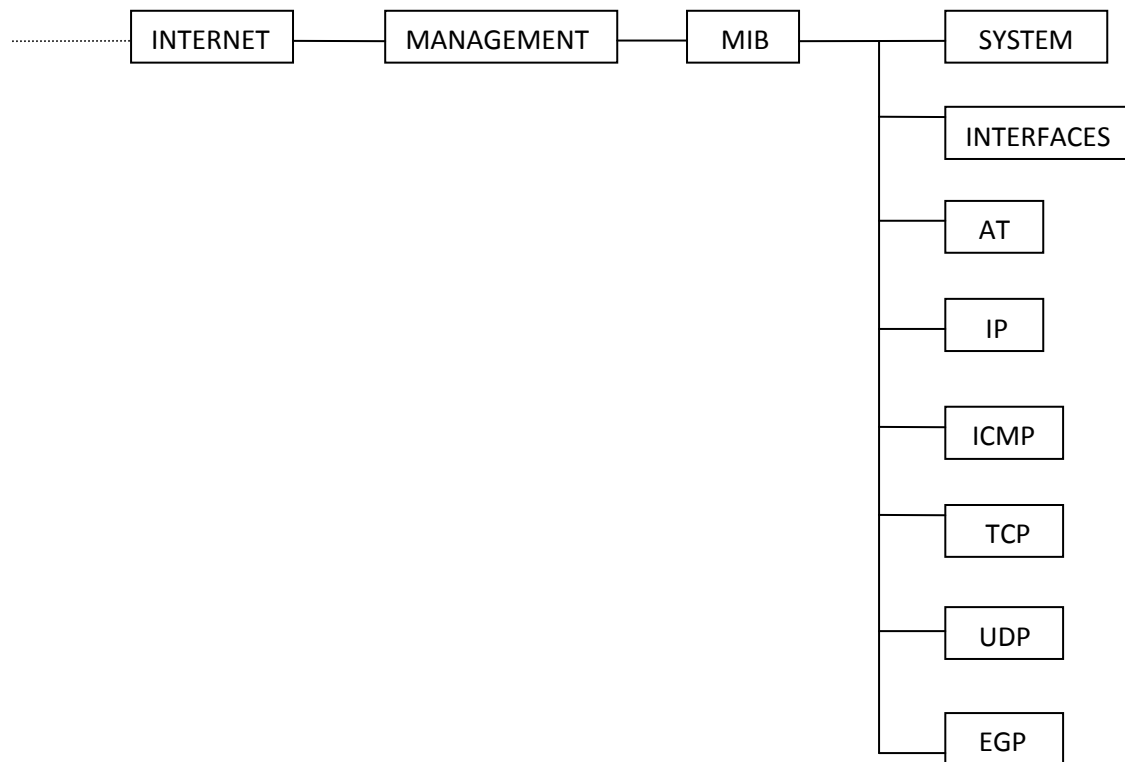 INTERNET
MANAGEMENT
MIB
SYSTEM
INTERFACES
AT
IP
ICMP
TCP
UDP
EGP